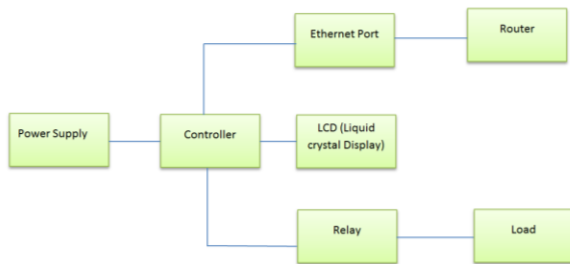 Ethernet Port
Router
Power Supply
Controller
LCD (Liquid
crystal Display)
Relay
Load